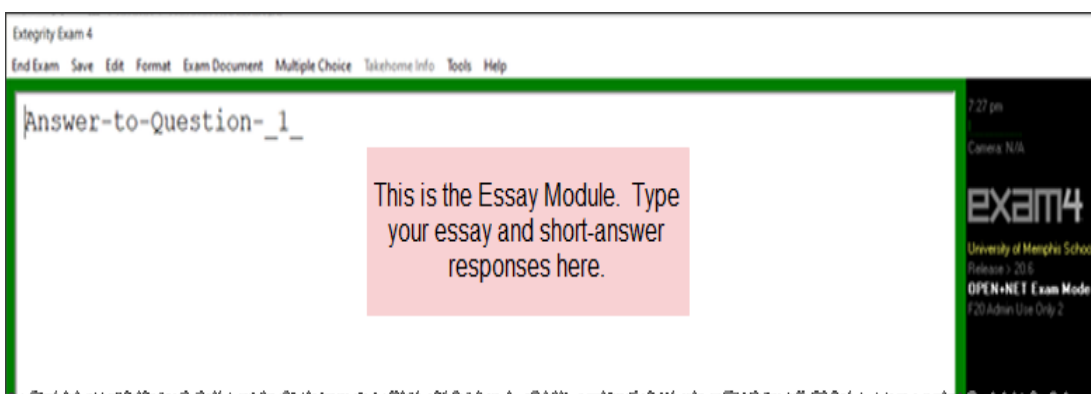 Extegrity Exam 4
End Exam Save Edit Format Exam Document Multiple Choice Takehome Info Tools Help
Answer-to-Question-_1_
This is the Essay Module. Type
your essay and short-answer
responses here.
7:27 pm
Camera: N/A
exam4
University of Memphis Schoo
Release > 20.6
OPEN+NET Exam Mode
F20 Admin Use Only 2